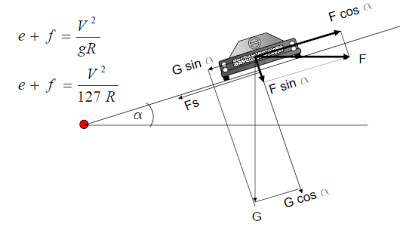 e + f = V² / gR
e + f = V² / 127 R
F cos α
G sin α
F
F sin α
Fs
α
G cos α
G